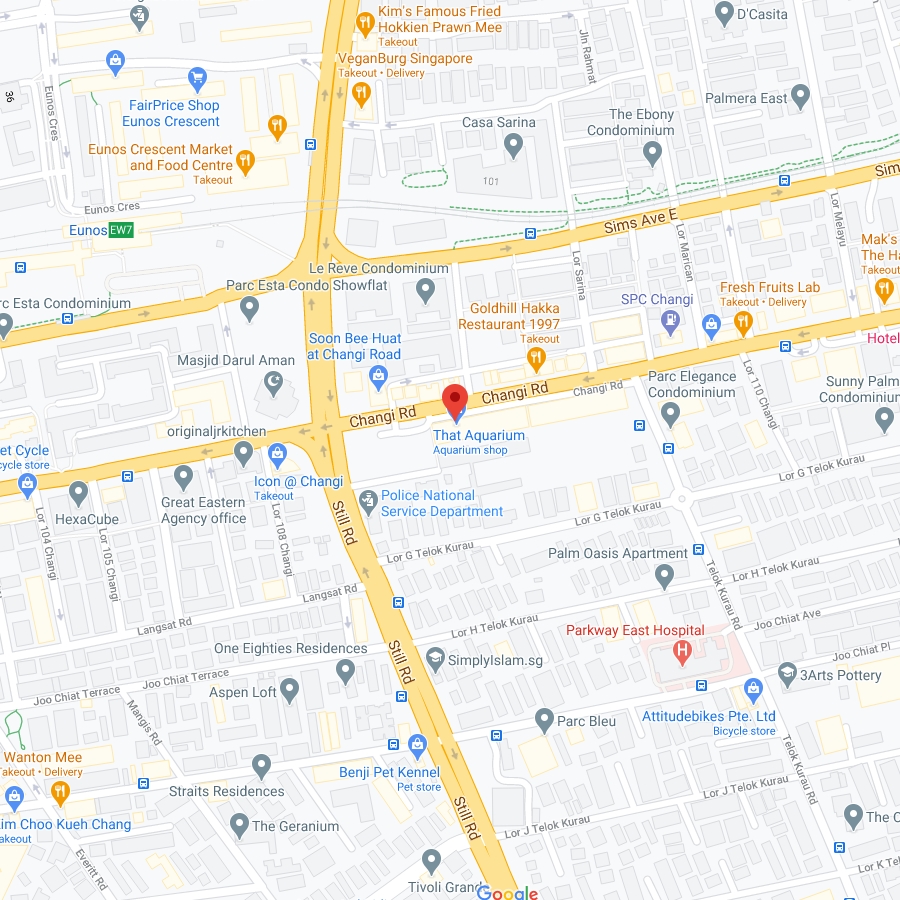 Kim's Famous Fried
Hokkien Prawn Mee
Takeout
D'Casita
VeganBurg Singapore
Takeout • Delivery
Jln Rahmat
36
Eunos Cres
FairPrice Shop
Eunos Crescent
Palmera East
The Ebony
Condominium
Casa Sarina
Eunos Crescent Market
and Food Centre
Takeout
101
Sim
Eunos Cres
Eunos EW7
Sims Ave E
Lor Melayu
Lor Marican
Lor Sarina
Mak's
The Ha
Takeout
Le Reve Condominium
Parc Esta Condo Showflat
rc Esta Condominium
SPC Changi
Fresh Fruits Lab
Takeout • Delivery
Goldhill Hakka
Restaurant 1997
Takeout
Soon Bee Huat
at Changi Road
Hotel
Masjid Darul Aman
Changi Rd
Changi Rd
Changi Rd
Parc Elegance
Condominium
Lor 110 Changi
Sunny Palm
Condominium
originaljrkitchen
That Aquarium
Aquarium shop
et Cycle
cycle store
Icon @ Changi
Takeout
Lor G Telok Kurau
Great Eastern
Agency office
HexaCube
Police National
Service Department
Still Rd
Lor G Telok Kurau
Lor 104 Changi
Lor 105 Changi
Lor 108 Changi
Lor G Telok Kurau
Palm Oasis Apartment
Lor H Telok Kurau
Telok Kurau Rd
Langsat Rd
Langsat Rd
Lor H Telok Kurau
Joo Chiat Ave
Parkway East Hospital
H
One Eighties Residences
Still Rd
SimplyIslam.sg
Joo Chiat Pl
3Arts Pottery
Joo Chiat Terrace
Joo Chiat Terrace
Aspen Loft
Mangis Rd
Parc Bleu
Attitudebikes Pte. Ltd
Bicycle store
Telok Kurau Rd
Wanton Mee
Takeout • Delivery
Benji Pet Kennel
Pet store
Straits Residences
Lor J Telok Kurau
Still Rd
im Choo Kueh Chang
akeout
The Geranium
Lor J Telok Kurau
The C
Everitt Rd
Lor K Telok
Tivoli Grand
Google